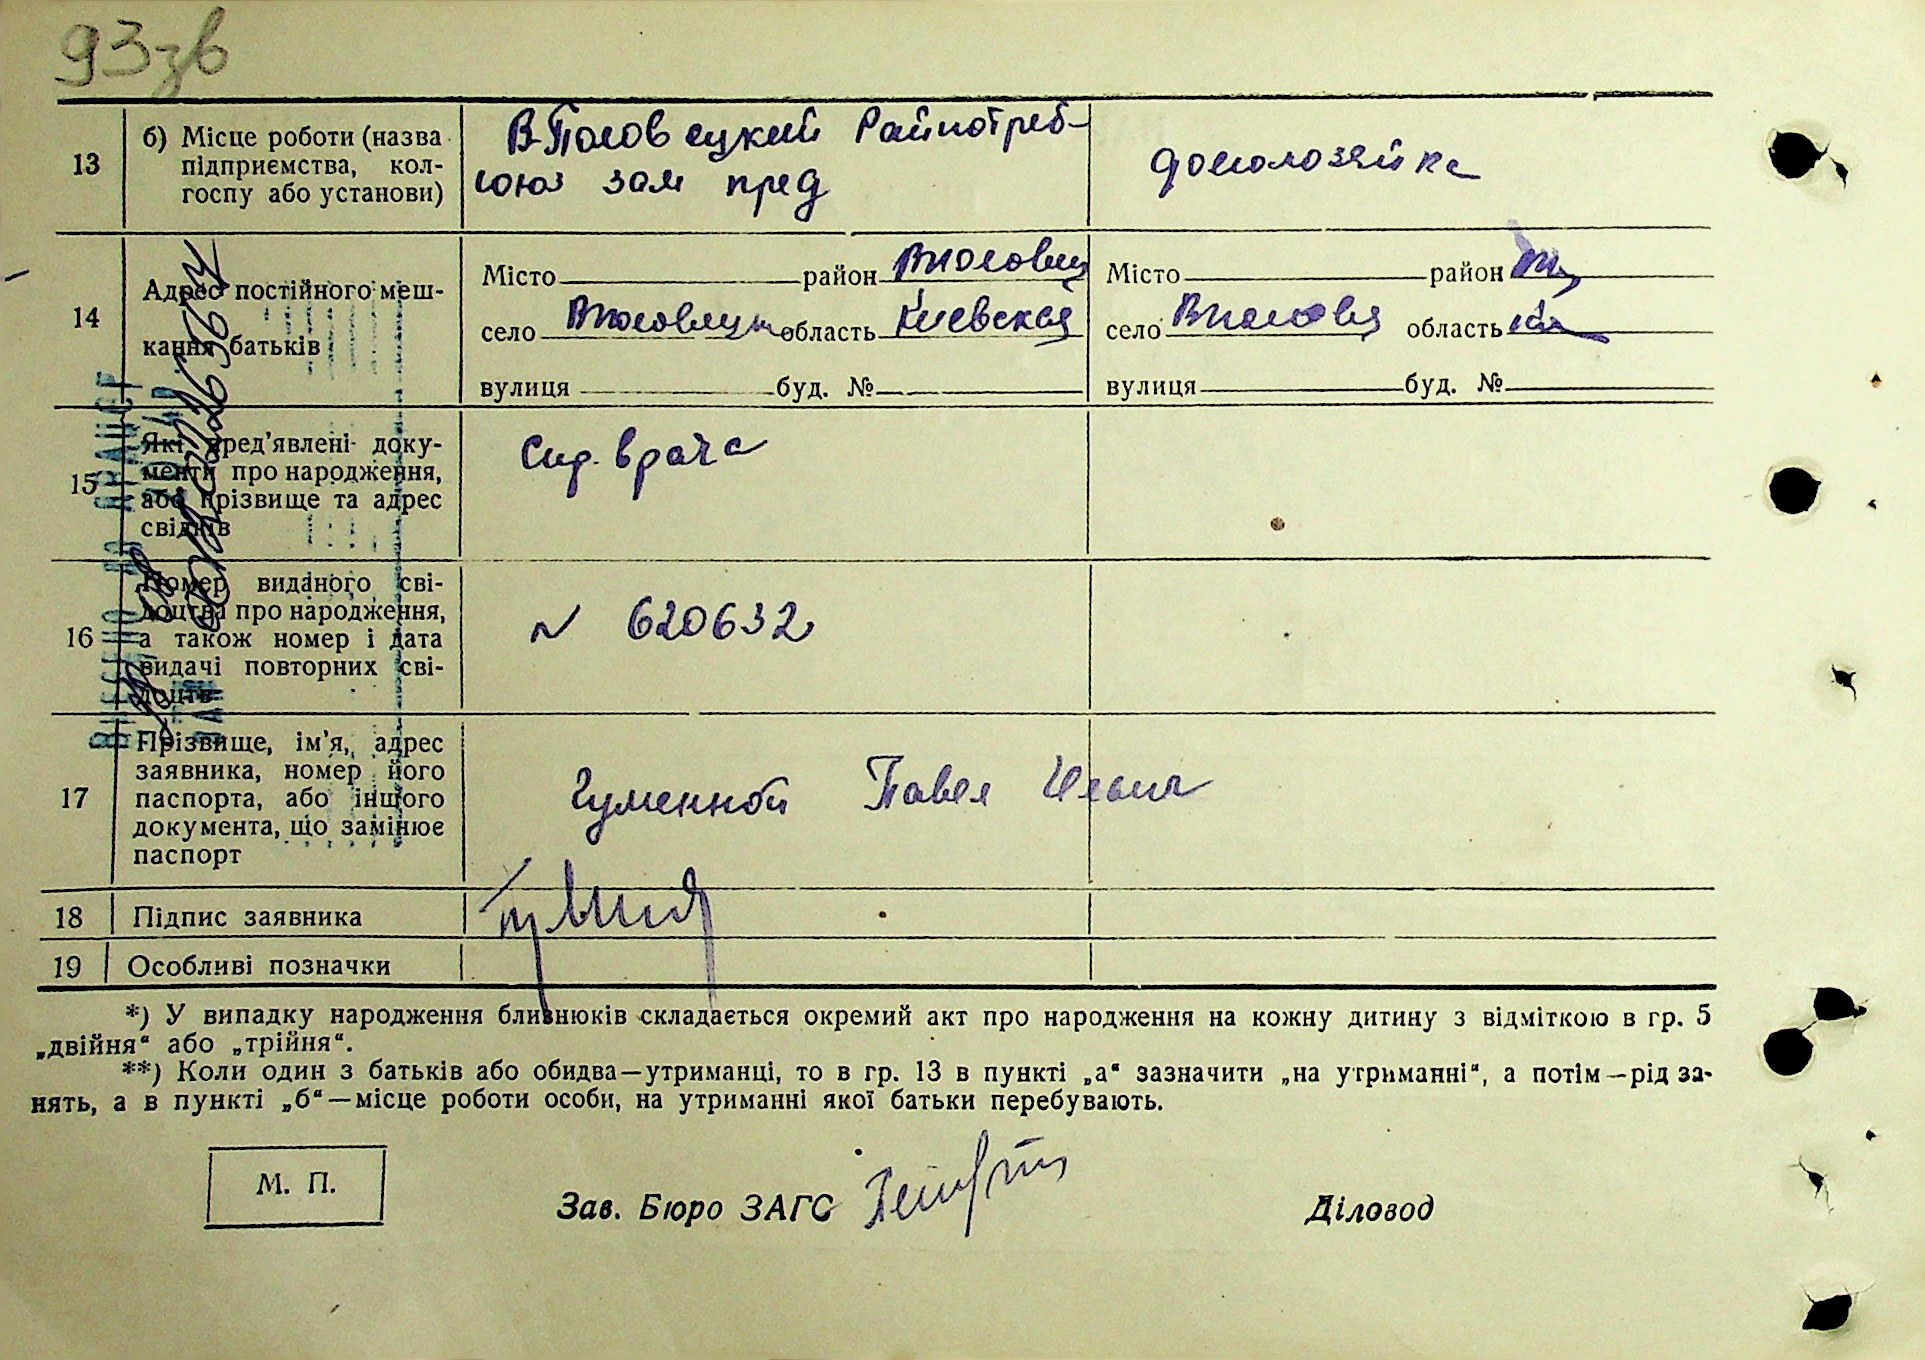 93зв
13
б) Місце роботи (назва
підприємства, кол-
госпу або установи)
В-Половецкий Райпотреб-
союз зам пред
домохозяйка
14
Адрес постійного меш-
кання батьків
Місто район Вполовец
село область Киевская
вулиця буд. №
Місто район
село область
вулиця буд. №
15
Які пред'явлені доку-
менти про народження,
або прізвище та адрес
свідків
врача
16
Номер виданого сві-
доцтва про народження,
а також номер і дата
видачі повторних сві-
доцтв
N 620632
17
Прізвище, ім'я, адрес
заявника, номер його
паспорта, або іншого
документа, що замінює
паспорт
Гуменной Павел
18 Підпис заявника
19 Особливі позначки
*) У випадку народження близнюків складається окремий акт про народження на кожну дитину з відміткою в гр. 5
„двійня“ або „трійня“.
**) Коли один з батьків або обидва—утриманці, то в гр. 13 в пункті „а“ зазначити „на утриманні“, а потім—рід за-
нять, а в пункті „б“—місце роботи особи, на утриманні якої батьки перебувають.
М. П.
Зав. Бюро ЗАГС
Діловод